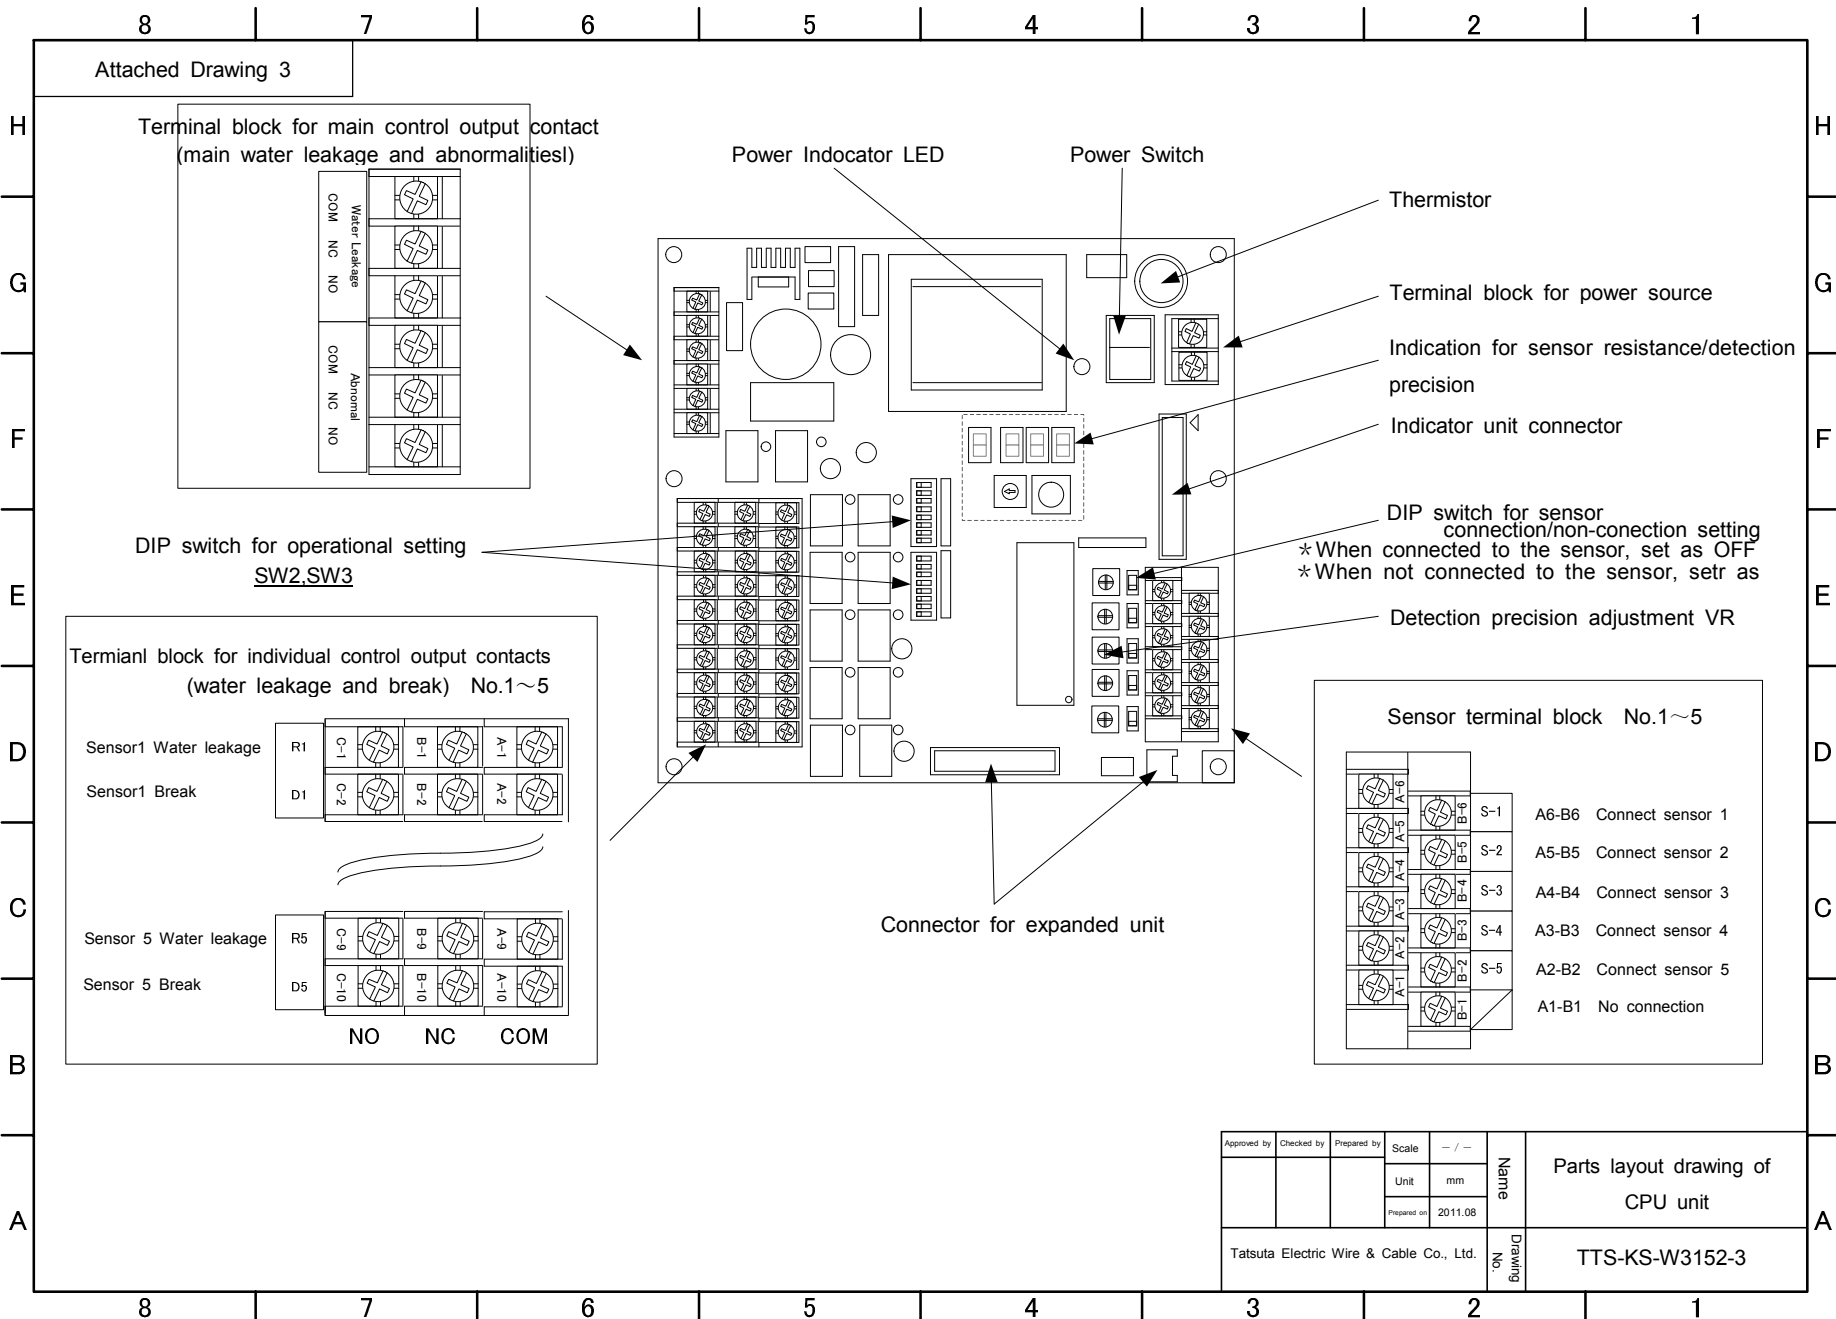 8 7 6 5 4 3 2 1
Attached Drawing 3
H H
G G
F F
E E
D D
C C
B B
A A
Terminal block for main control output contact
(main water leakage and abnormalitiesl)
Water Leakage
COM NC NO
Abnomal
COM NC NO
Power Indocator LED
Power Switch
Thermistor
Terminal block for power source
Indication for sensor resistance/detection
precision
Indicator unit connector
DIP switch for sensor
connection/non-conection setting
*When connected to the sensor, set as OFF
*When not connected to the sensor, setr as
Detection precision adjustment VR
DIP switch for operational setting
SW2,SW3
Termianl block for individual control output contacts
(water leakage and break) No.1~5
Sensor1 Water leakage R1 C-1 B-1 A-1
Sensor1 Break D1 C-2 B-2 A-2
Sensor 5 Water leakage R5 C-9 B-9 A-9
Sensor 5 Break D5 C-10 B-10 A-10
NO NC COM
Connector for expanded unit
Sensor terminal block No.1~5
A-6 B-6 S-1 A6-B6 Connect sensor 1
A-5 B-5 S-2 A5-B5 Connect sensor 2
A-4 B-4 S-3 A4-B4 Connect sensor 3
A-3 B-3 S-4 A3-B3 Connect sensor 4
A-2 B-2 S-5 A2-B2 Connect sensor 5
A-1 B-1 A1-B1 No connection
Approved by Checked by Prepared by Scale －/－
Unit mm
Prepared on 2011.08
Name
Parts layout drawing of
CPU unit
Tatsuta Electric Wire & Cable Co., Ltd.
Drawing
No.
TTS-KS-W3152-3
8 7 6 5 4 3 2 1